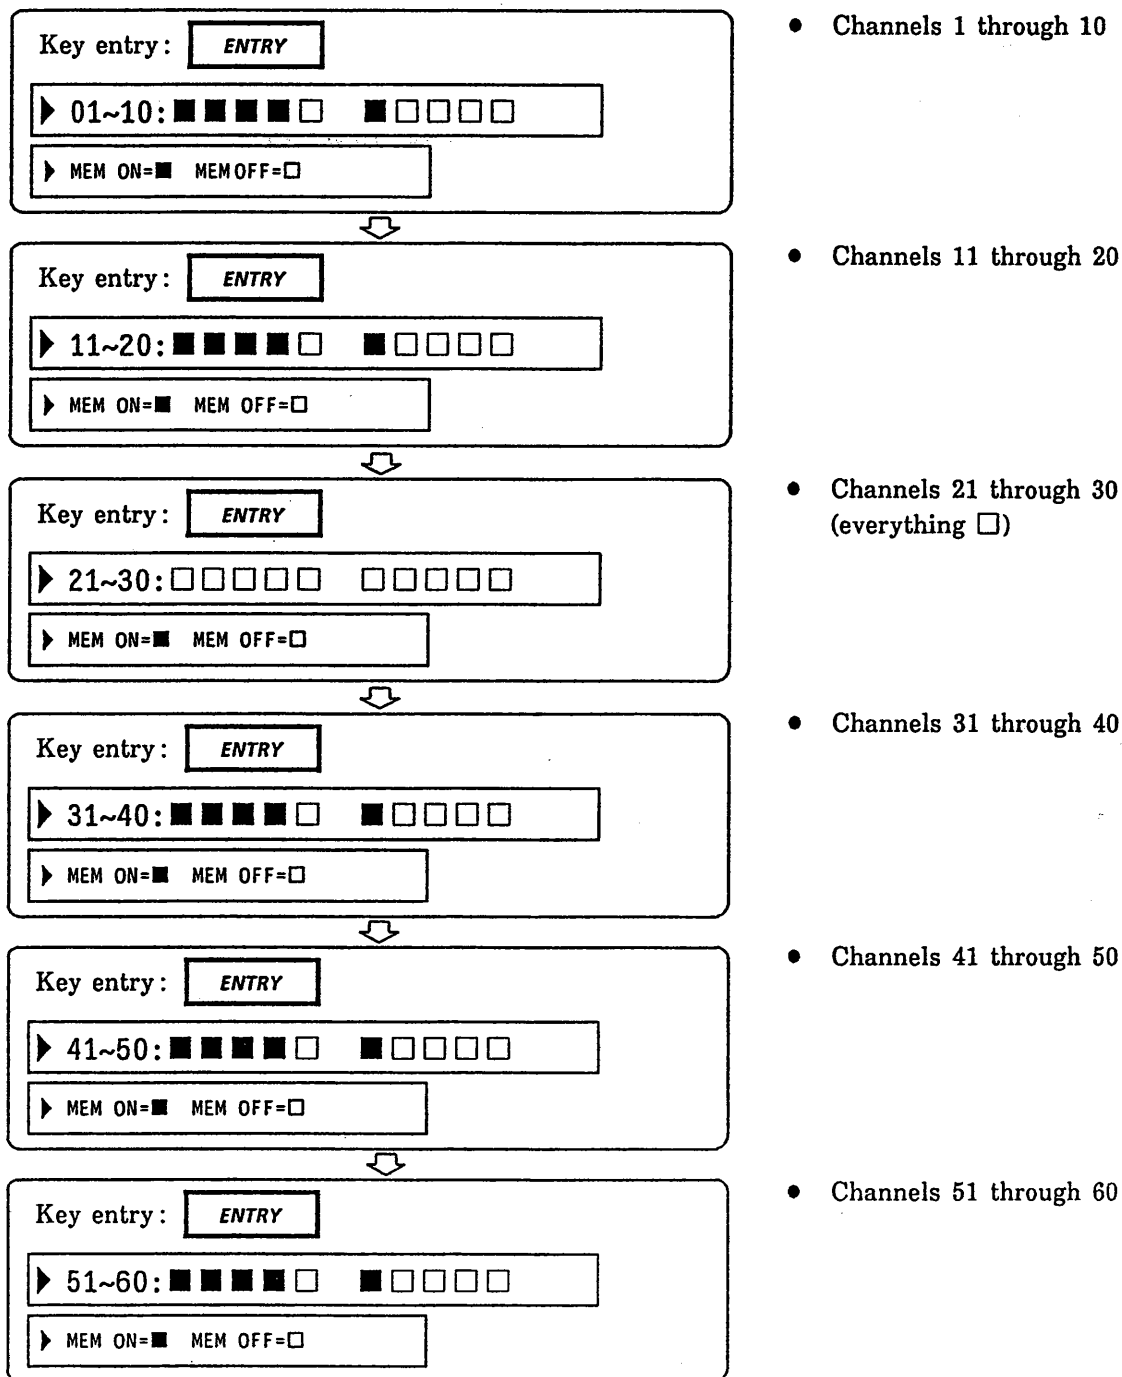 Key entry: ENTRY
• Channels 1 through 10
▶ 01~10:■■■■□ ■□□□□
▶ MEM ON=■ MEMOFF=□
Key entry: ENTRY
• Channels 11 through 20
▶ 11~20:■■■■□ ■□□□□
▶ MEM ON=■ MEM OFF=□
Key entry: ENTRY
• Channels 21 through 30
(everything □)
▶ 21~30:□□□□□ □□□□□
▶ MEM ON=■ MEM OFF=□
Key entry: ENTRY
• Channels 31 through 40
▶ 31~40:■■■■□ ■□□□□
▶ MEM ON=■ MEM OFF=□
Key entry: ENTRY
• Channels 41 through 50
▶ 41~50:■■■■□ ■□□□□
▶ MEM ON=■ MEM OFF=□
Key entry: ENTRY
• Channels 51 through 60
▶ 51~60:■■■■□ ■□□□□
▶ MEM ON=■ MEM OFF=□